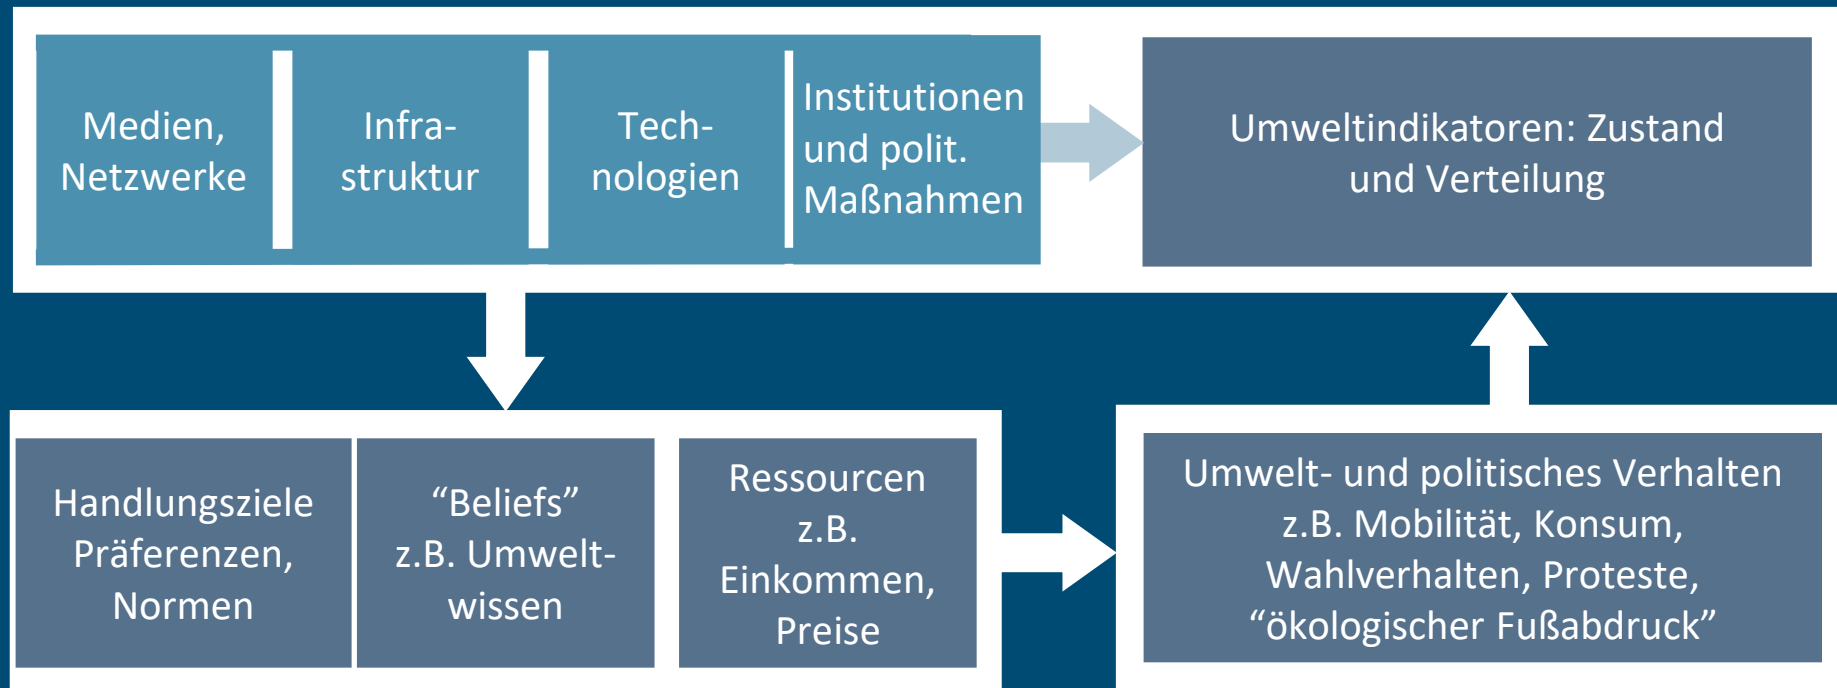 Medien,
Netzwerke
Infra-
struktur
Tech-
nologien
Institutionen
und polit.
Maßnahmen
Umweltindikatoren: Zustand
und Verteilung
Handlungsziele
Präferenzen,
Normen
“Beliefs”
z.B. Umwelt-
wissen
Ressourcen
z.B.
Einkommen,
Preise
Umwelt- und politisches Verhalten
z.B. Mobilität, Konsum,
Wahlverhalten, Proteste,
“ökologischer Fußabdruck”